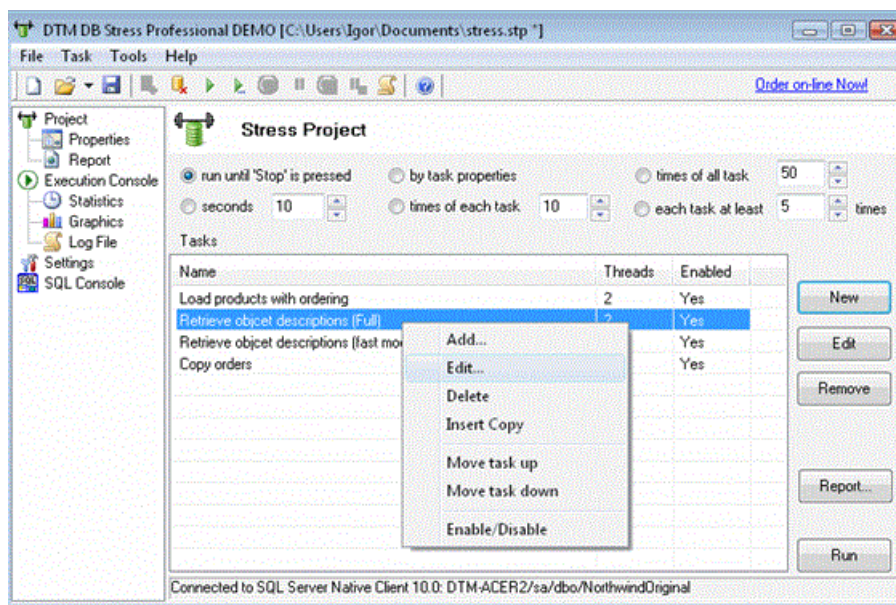 DTM DB Stress Professional DEMO [C:\Users\Igor\Documents\stress.stp *]
File Task Tools Help
Order on-line Now!
Project
Properties
Report
Execution Console
Statistics
Graphics
Log File
Settings
SQL Console
Stress Project
run until 'Stop' is pressed by task properties times of all task 50
seconds 10 times of each task 10 each task at least 5 times
Tasks
Name Threads Enabled
Load products with ordering 2 Yes
Retrieve objcet descriptions (Full) 2 Yes
Retrieve objcet descriptions (fast mo Yes
Copy orders Yes
Add...
Edit...
Delete
Insert Copy
Move task up
Move task down
Enable/Disable
New
Edit
Remove
Report...
Run
Connected to SQL Server Native Client 10.0: DTM-ACER2/sa/dbo/NorthwindOriginal